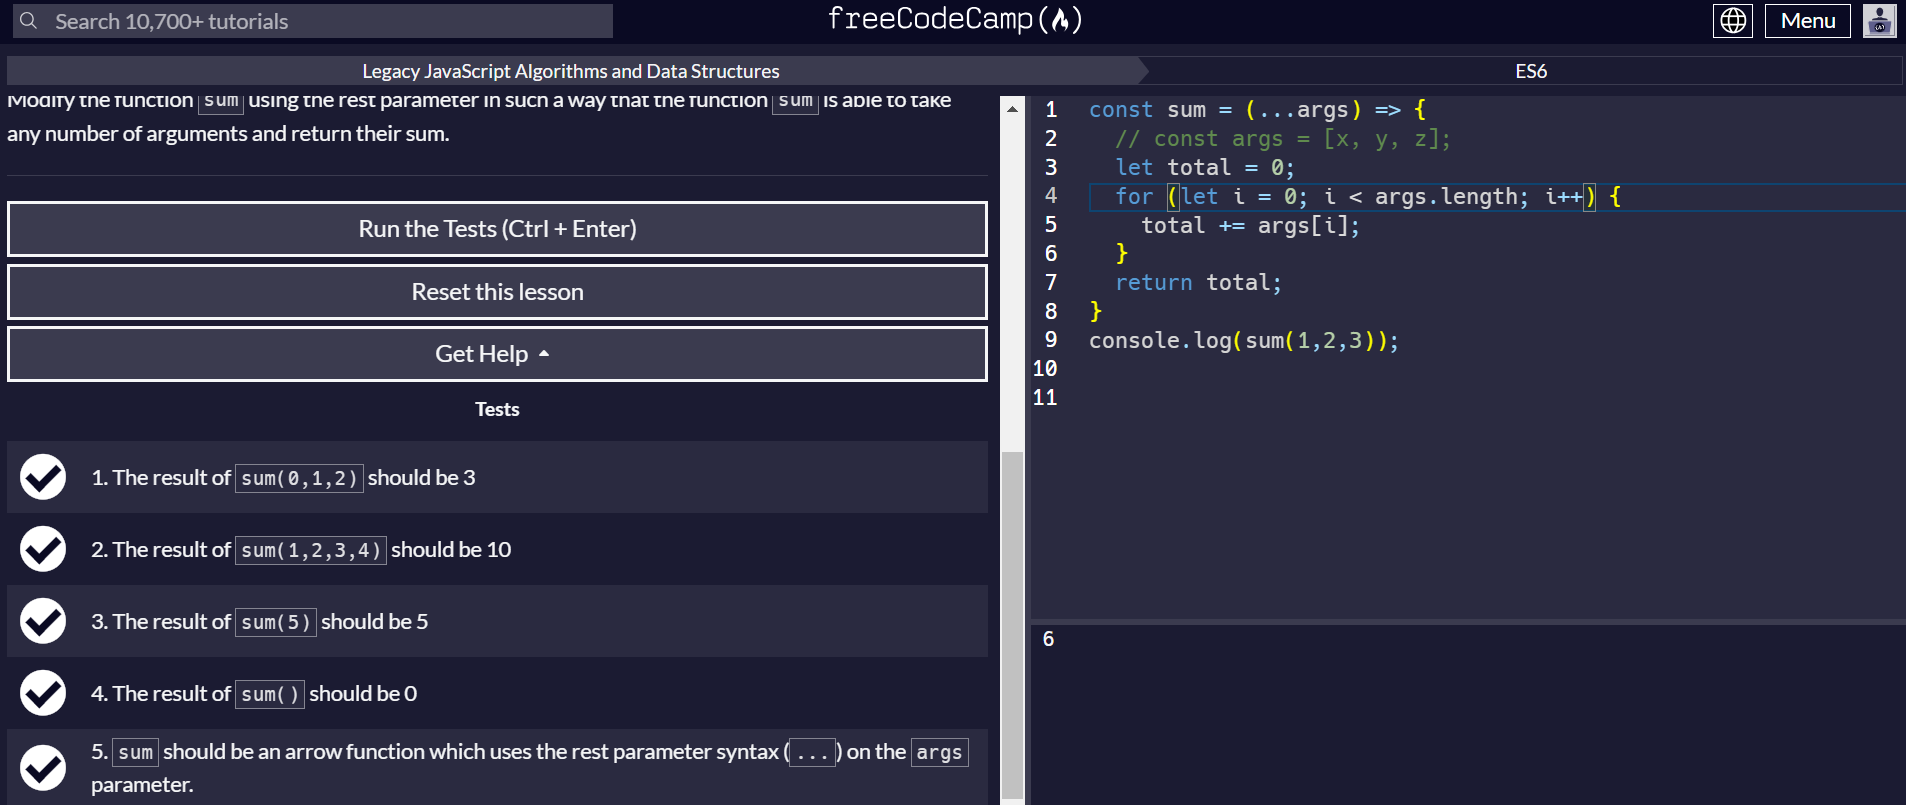 Search 10,700+ tutorials
freeCodeCamp(🔥)
Menu
Legacy JavaScript Algorithms and Data Structures
ES6
Modify the function sum using the rest parameter in such a way that the function sum is able to take
any number of arguments and return their sum.
Run the Tests (Ctrl + Enter)
Reset this lesson
Get Help
Tests
1. The result of sum(0,1,2) should be 3
2. The result of sum(1,2,3,4) should be 10
3. The result of sum(5) should be 5
4. The result of sum() should be 0
5. sum should be an arrow function which uses the rest parameter syntax (...) on the args
parameter.
1 const sum = (...args) => {
2 // const args = [x, y, z];
3 let total = 0;
4 for (let i = 0; i < args.length; i++) {
5 total += args[i];
6 }
7 return total;
8 }
9 console.log(sum(1,2,3));
10
11
6